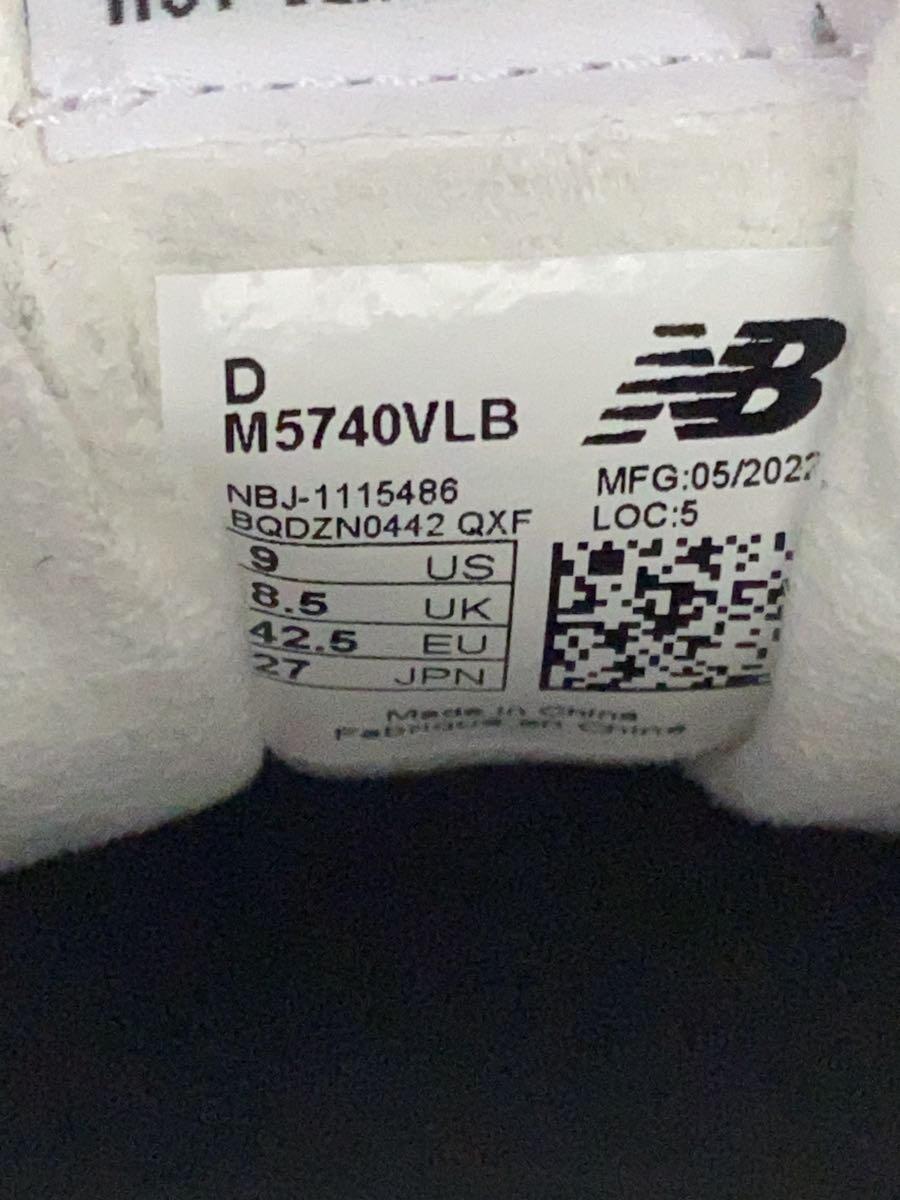 D
M5740VLB
NB
NBJ-1115486
MFG:05/2022
BQDZN0442 QXF
LOC:5
9 US
8.5 UK
42.5 EU
27 JPN
Made in China
Fabriqué en Chine